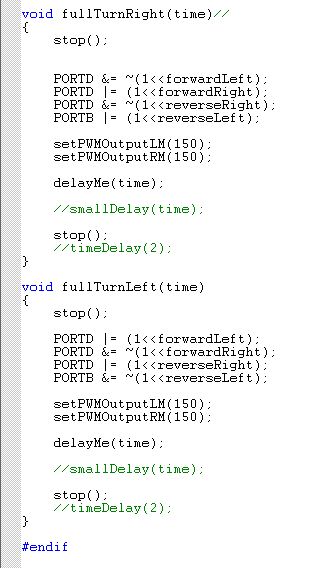 void fullTurnRight(time)//
{
    stop();

    PORTD &= ~(1<<forwardLeft);
    PORTD |= (1<<forwardRight);
    PORTD &= ~(1<<reverseRight);
    PORTB |= (1<<reverseLeft);

    setPWMOutputLM(150);
    setPWMOutputRM(150);

    delayMe(time);

    //smallDelay(time);

    stop();
    //timeDelay(2);
}

void fullTurnLeft(time)
{
    stop();

    PORTD |= (1<<forwardLeft);
    PORTD &= ~(1<<forwardRight);
    PORTD |= (1<<reverseRight);
    PORTB &= ~(1<<reverseLeft);

    setPWMOutputLM(150);
    setPWMOutputRM(150);

    delayMe(time);

    //smallDelay(time);

    stop();
    //timeDelay(2);
}

#endif